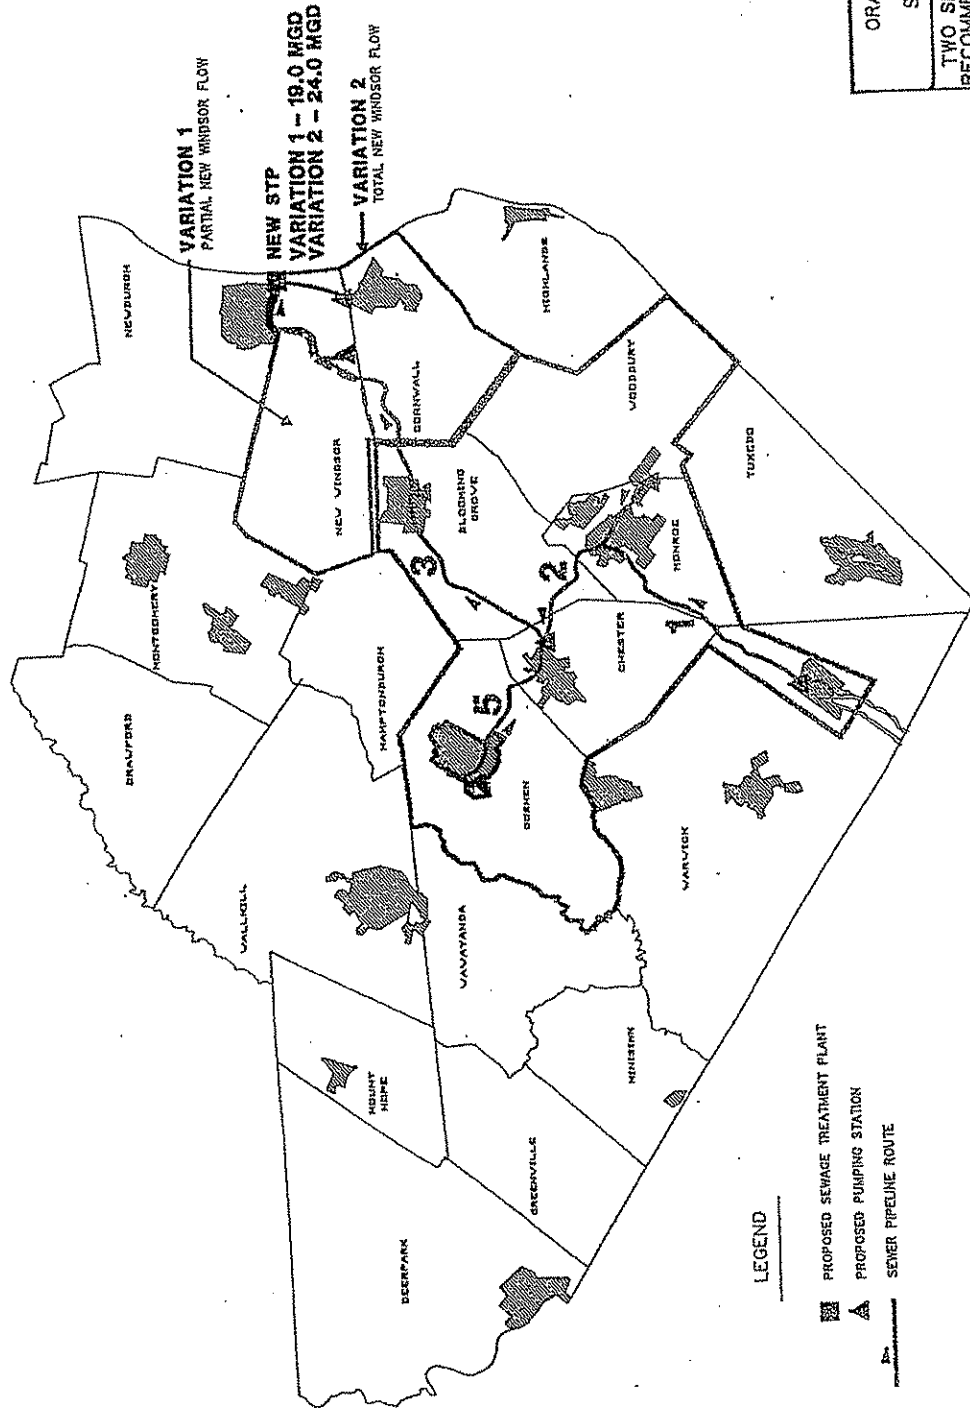 VARIATION 1
PARTIAL NEW WINDSOR FLOW
NEW STP
VARIATION 1 - 19.0 MGD
VARIATION 2 - 24.0 MGD
VARIATION 2
TOTAL NEW WINDSOR FLOW
NEWBURGH
MONTGOMERY
CRAWFORD
WALLKILL
HAMPTONBURGH
NEW WINDSOR
CORNWALL
HIGHLANDS
BLOOMING
GROVE
WOODBURY
MONROE
TUXEDO
CHESTER
GOSHEN
WARWICK
WAWAYANDA
MINISINK
MOUNT
HOPE
GREENVILLE
DEERPARK
3
2
1
5
LEGEND
PROPOSED SEWAGE TREATMENT PLANT
PROPOSED PUMPING STATION
SEWER PIPELINE ROUTE
ORA
S
TWO S
RECOMME